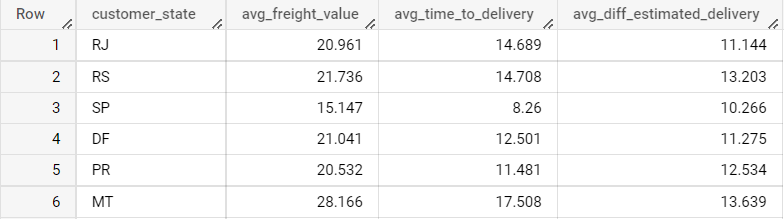 Row customer_state avg_freight_value avg_time_to_delivery avg_diff_estimated_delivery
1 RJ 20.961 14.689 11.144
2 RS 21.736 14.708 13.203
3 SP 15.147 8.26 10.266
4 DF 21.041 12.501 11.275
5 PR 20.532 11.481 12.534
6 MT 28.166 17.508 13.639